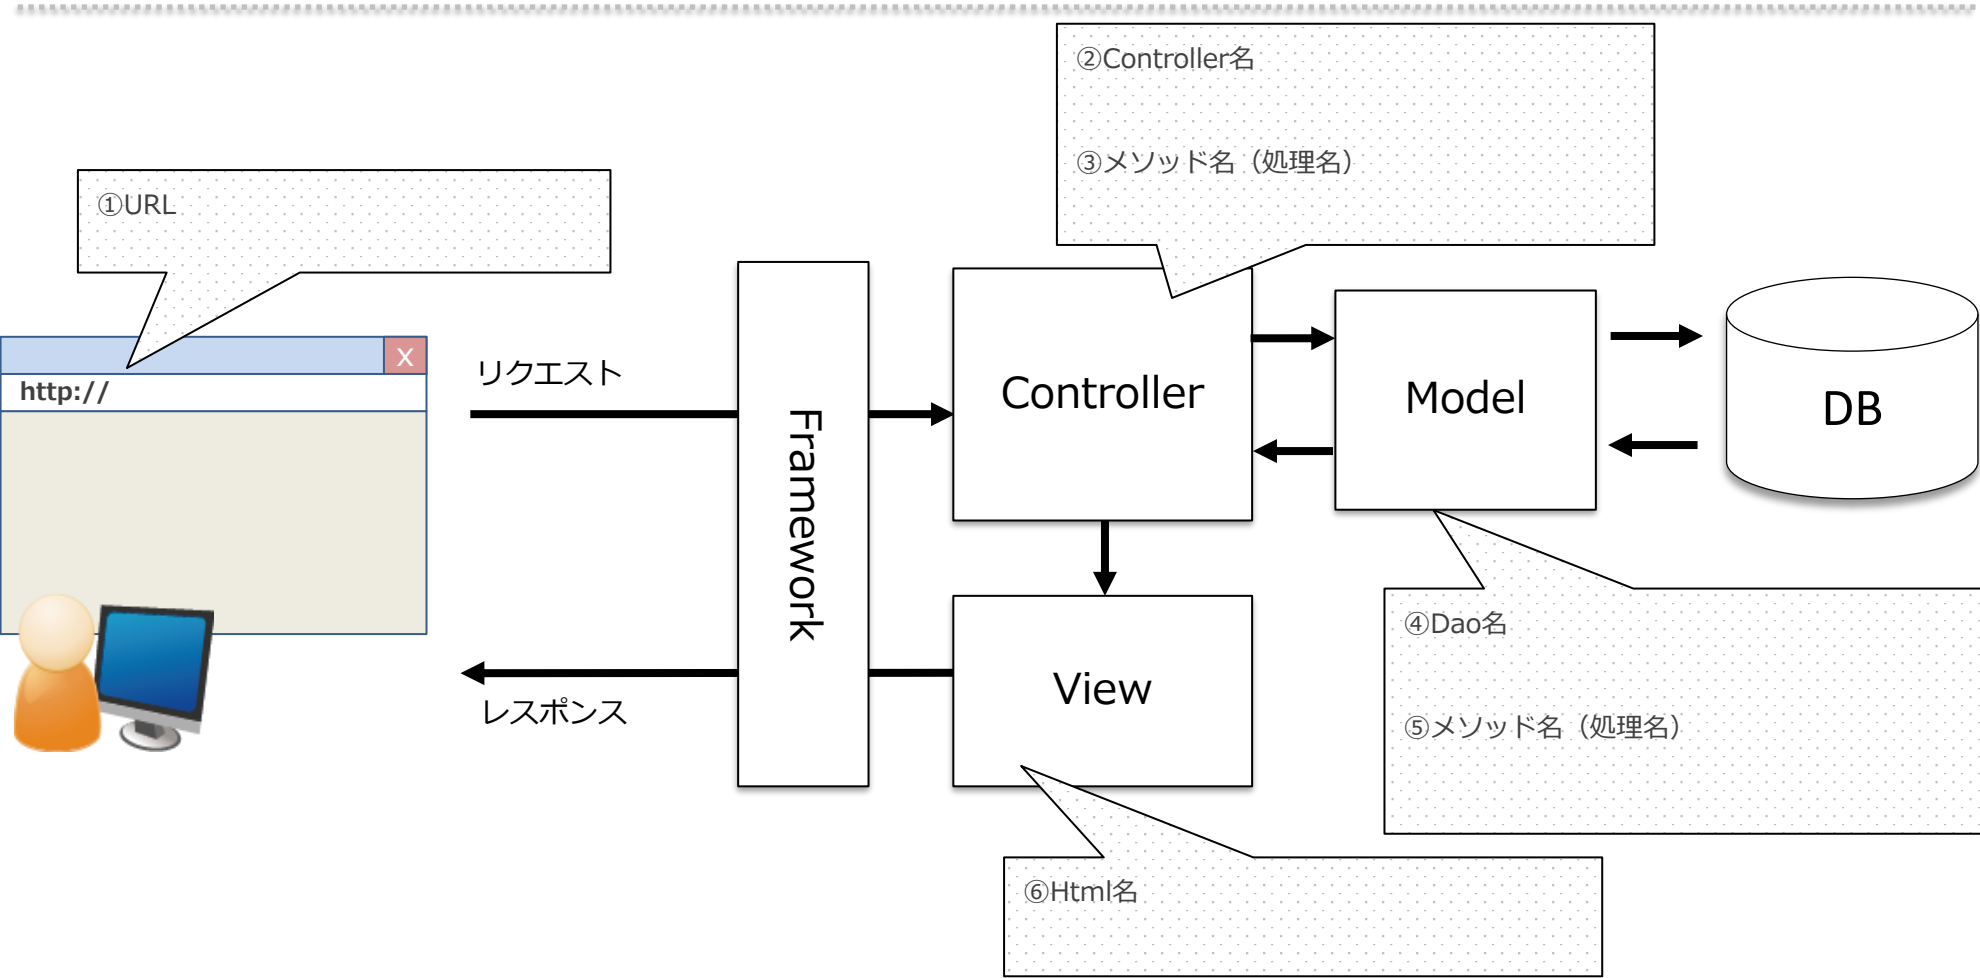 ②Controller名
③メソッド名（処理名）
①URL
X
http://
リクエスト
Framework
Controller
Model
DB
レスポンス
View
④Dao名
⑤メソッド名（処理名）
⑥Html名